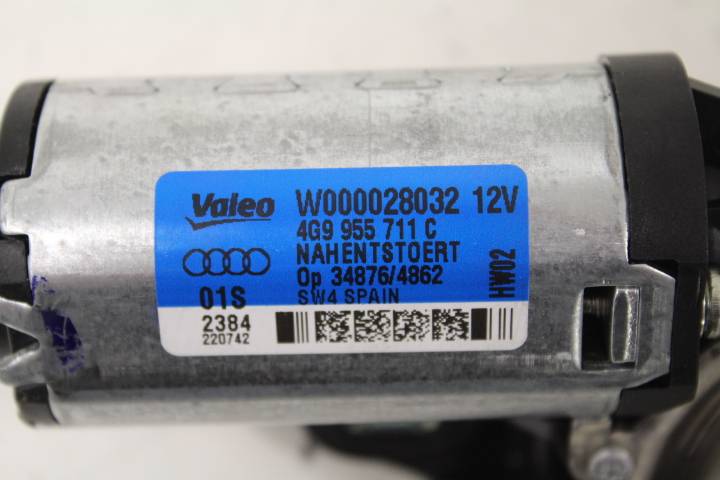 Valeo W000028032 12V
4G9 955 711 C
NAHENTSTOERT
Op 34876/4862
01S SW4 SPAIN
HW02
2384
220742